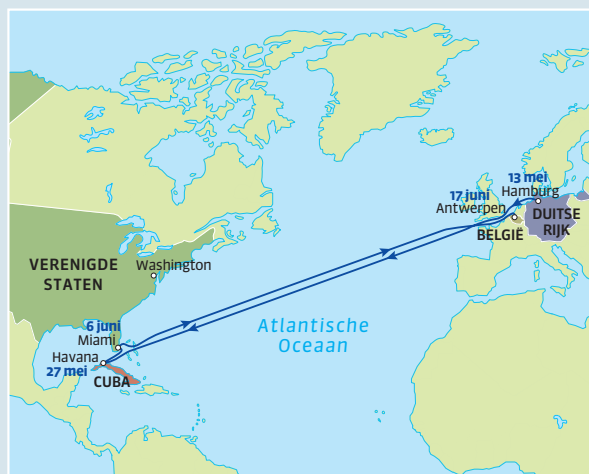 13 mei
Hamburg
17 juni
Antwerpen
DUITSE
RIJK
BELGIË
VERENIGDE
STATEN
Washington
6 juni
Miami
Havana
27 mei
CUBA
Atlantische
Oceaan